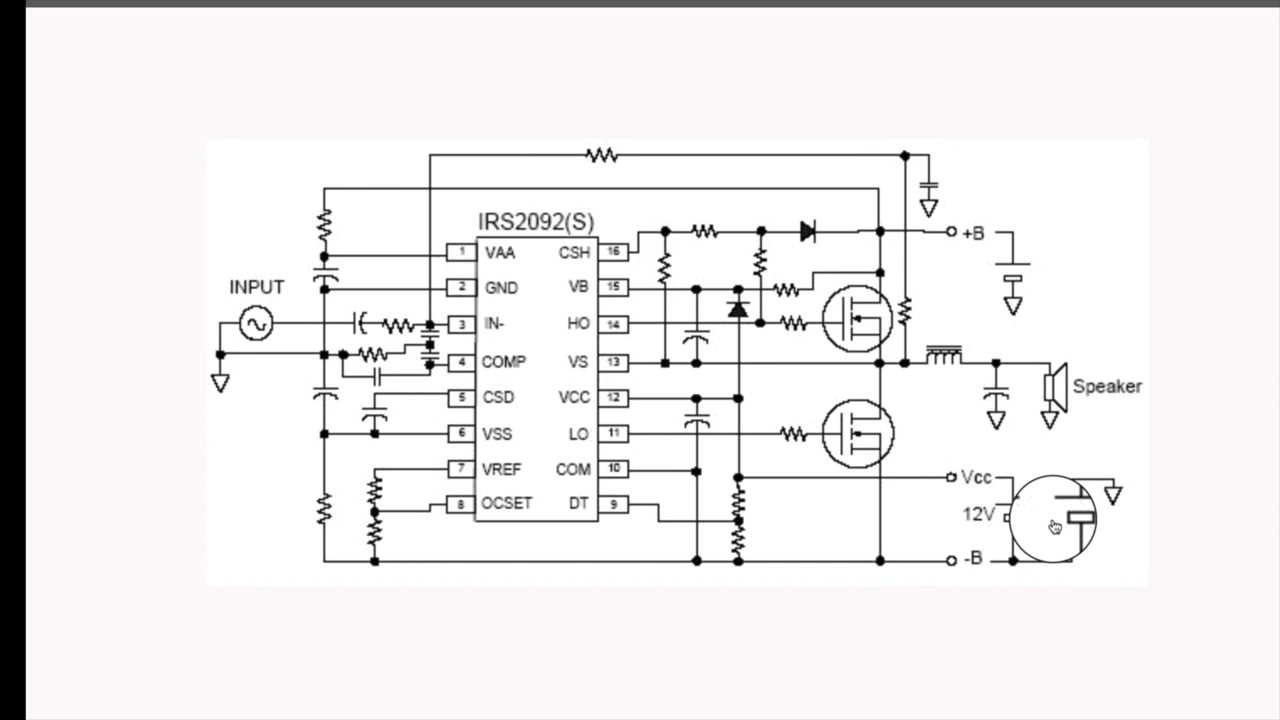 IRS2092(S)
INPUT
1 VAA CSH 16
2 GND VB 15
3 IN- HO 14
4 COMP VS 13
5 CSD VCC 12
6 VSS LO 11
7 VREF COM 10
8 OCSET DT 9
+B
Speaker
Vcc
12V
-B